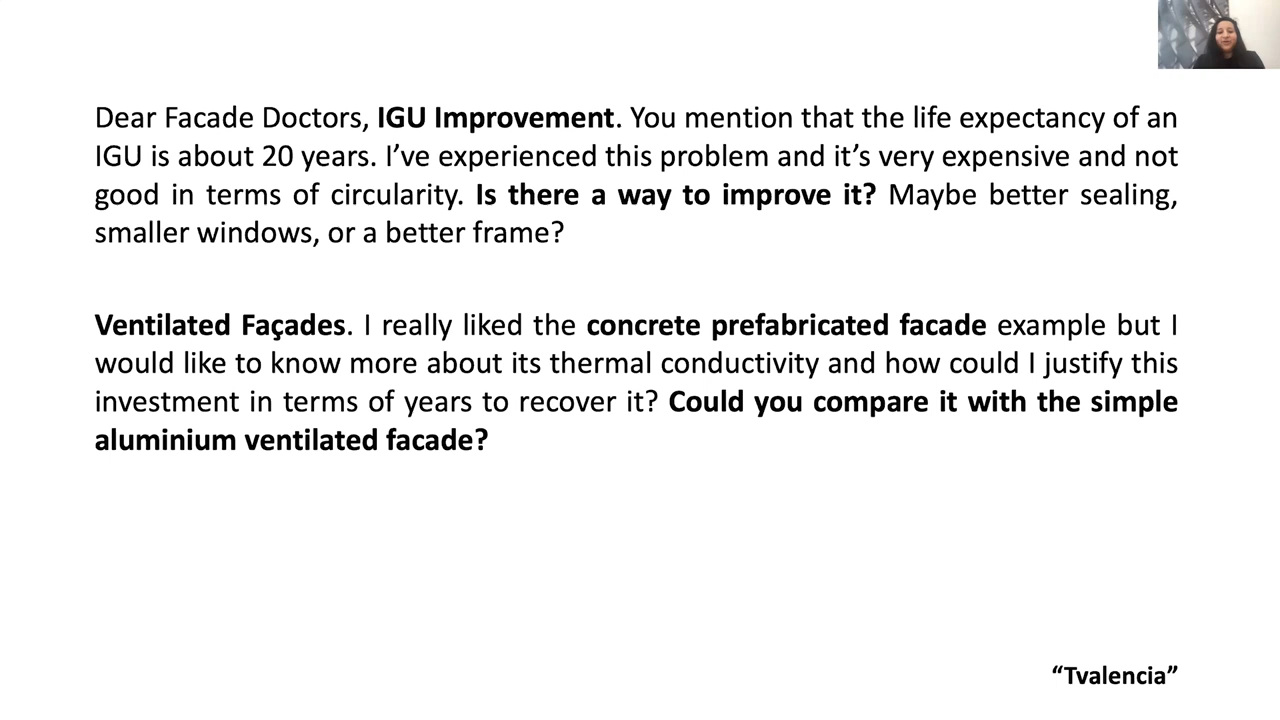 Dear Facade Doctors, IGU Improvement. You mention that the life expectancy of an
IGU is about 20 years. I’ve experienced this problem and it’s very expensive and not
good in terms of circularity. Is there a way to improve it? Maybe better sealing,
smaller windows, or a better frame?
Ventilated Façades. I really liked the concrete prefabricated facade example but I
would like to know more about its thermal conductivity and how could I justify this
investment in terms of years to recover it? Could you compare it with the simple
aluminium ventilated facade?
“Tvalencia”